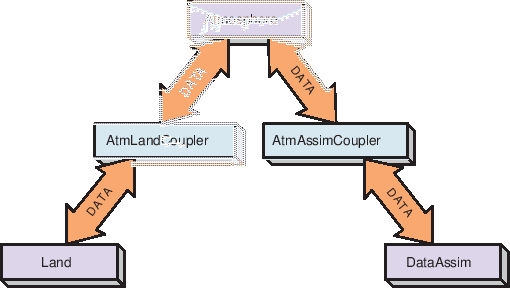 Atmosphere
DATA
DATA
AtmLandCoupler
AtmAssimCoupler
DATA
DATA
Land
DataAssim